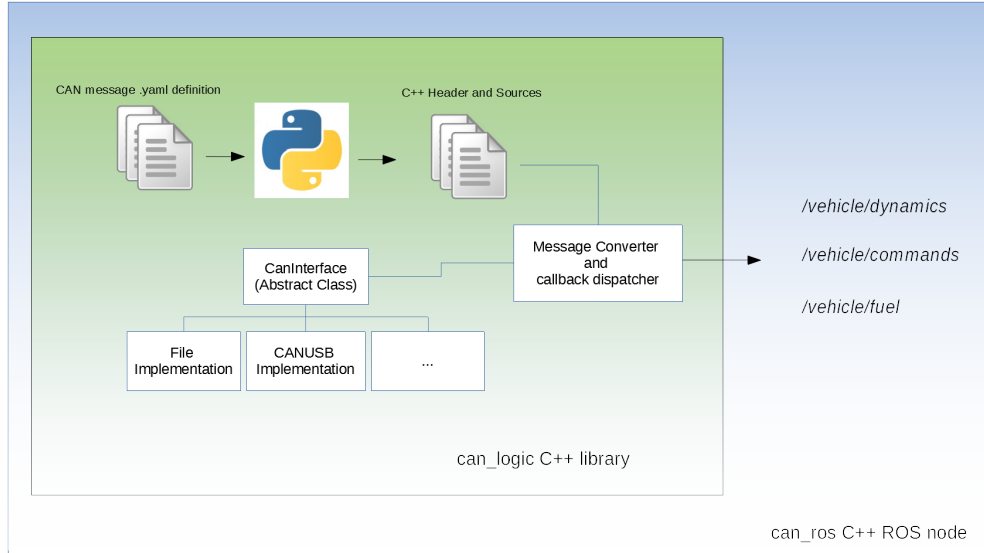 CAN message .yaml definition
C++ Header and Sources
/vehicle/dynamics
Message Converter
and
callback dispatcher
/vehicle/commands
CanInterface
(Abstract Class)
/vehicle/fuel
File
Implementation
CANUSB
Implementation
...
can_logic C++ library
can_ros C++ ROS node